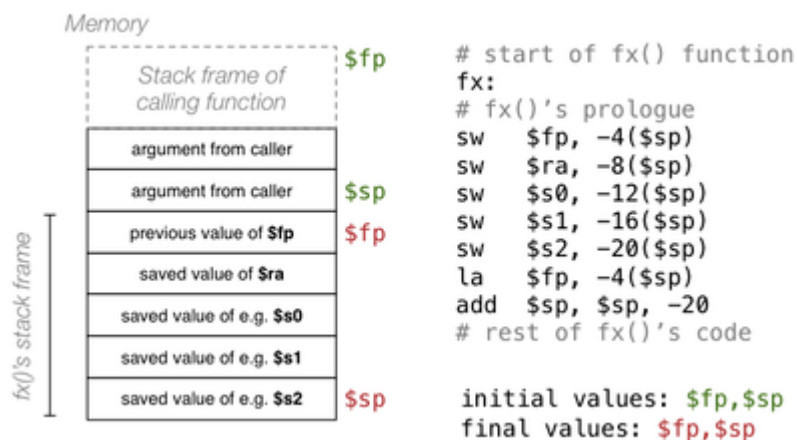 Memory
Stack frame of
calling function
$fp
argument from caller
argument from caller
$sp
previous value of $fp
$fp
saved value of $ra
saved value of e.g. $s0
saved value of e.g. $s1
saved value of e.g. $s2
$sp
fx()'s stack frame
# start of fx() function
fx:
# fx()'s prologue
sw $fp, -4($sp)
sw $ra, -8($sp)
sw $s0, -12($sp)
sw $s1, -16($sp)
sw $s2, -20($sp)
la $fp, -4($sp)
add $sp, $sp, -20
# rest of fx()'s code
initial values: $fp,$sp
final values: $fp,$sp